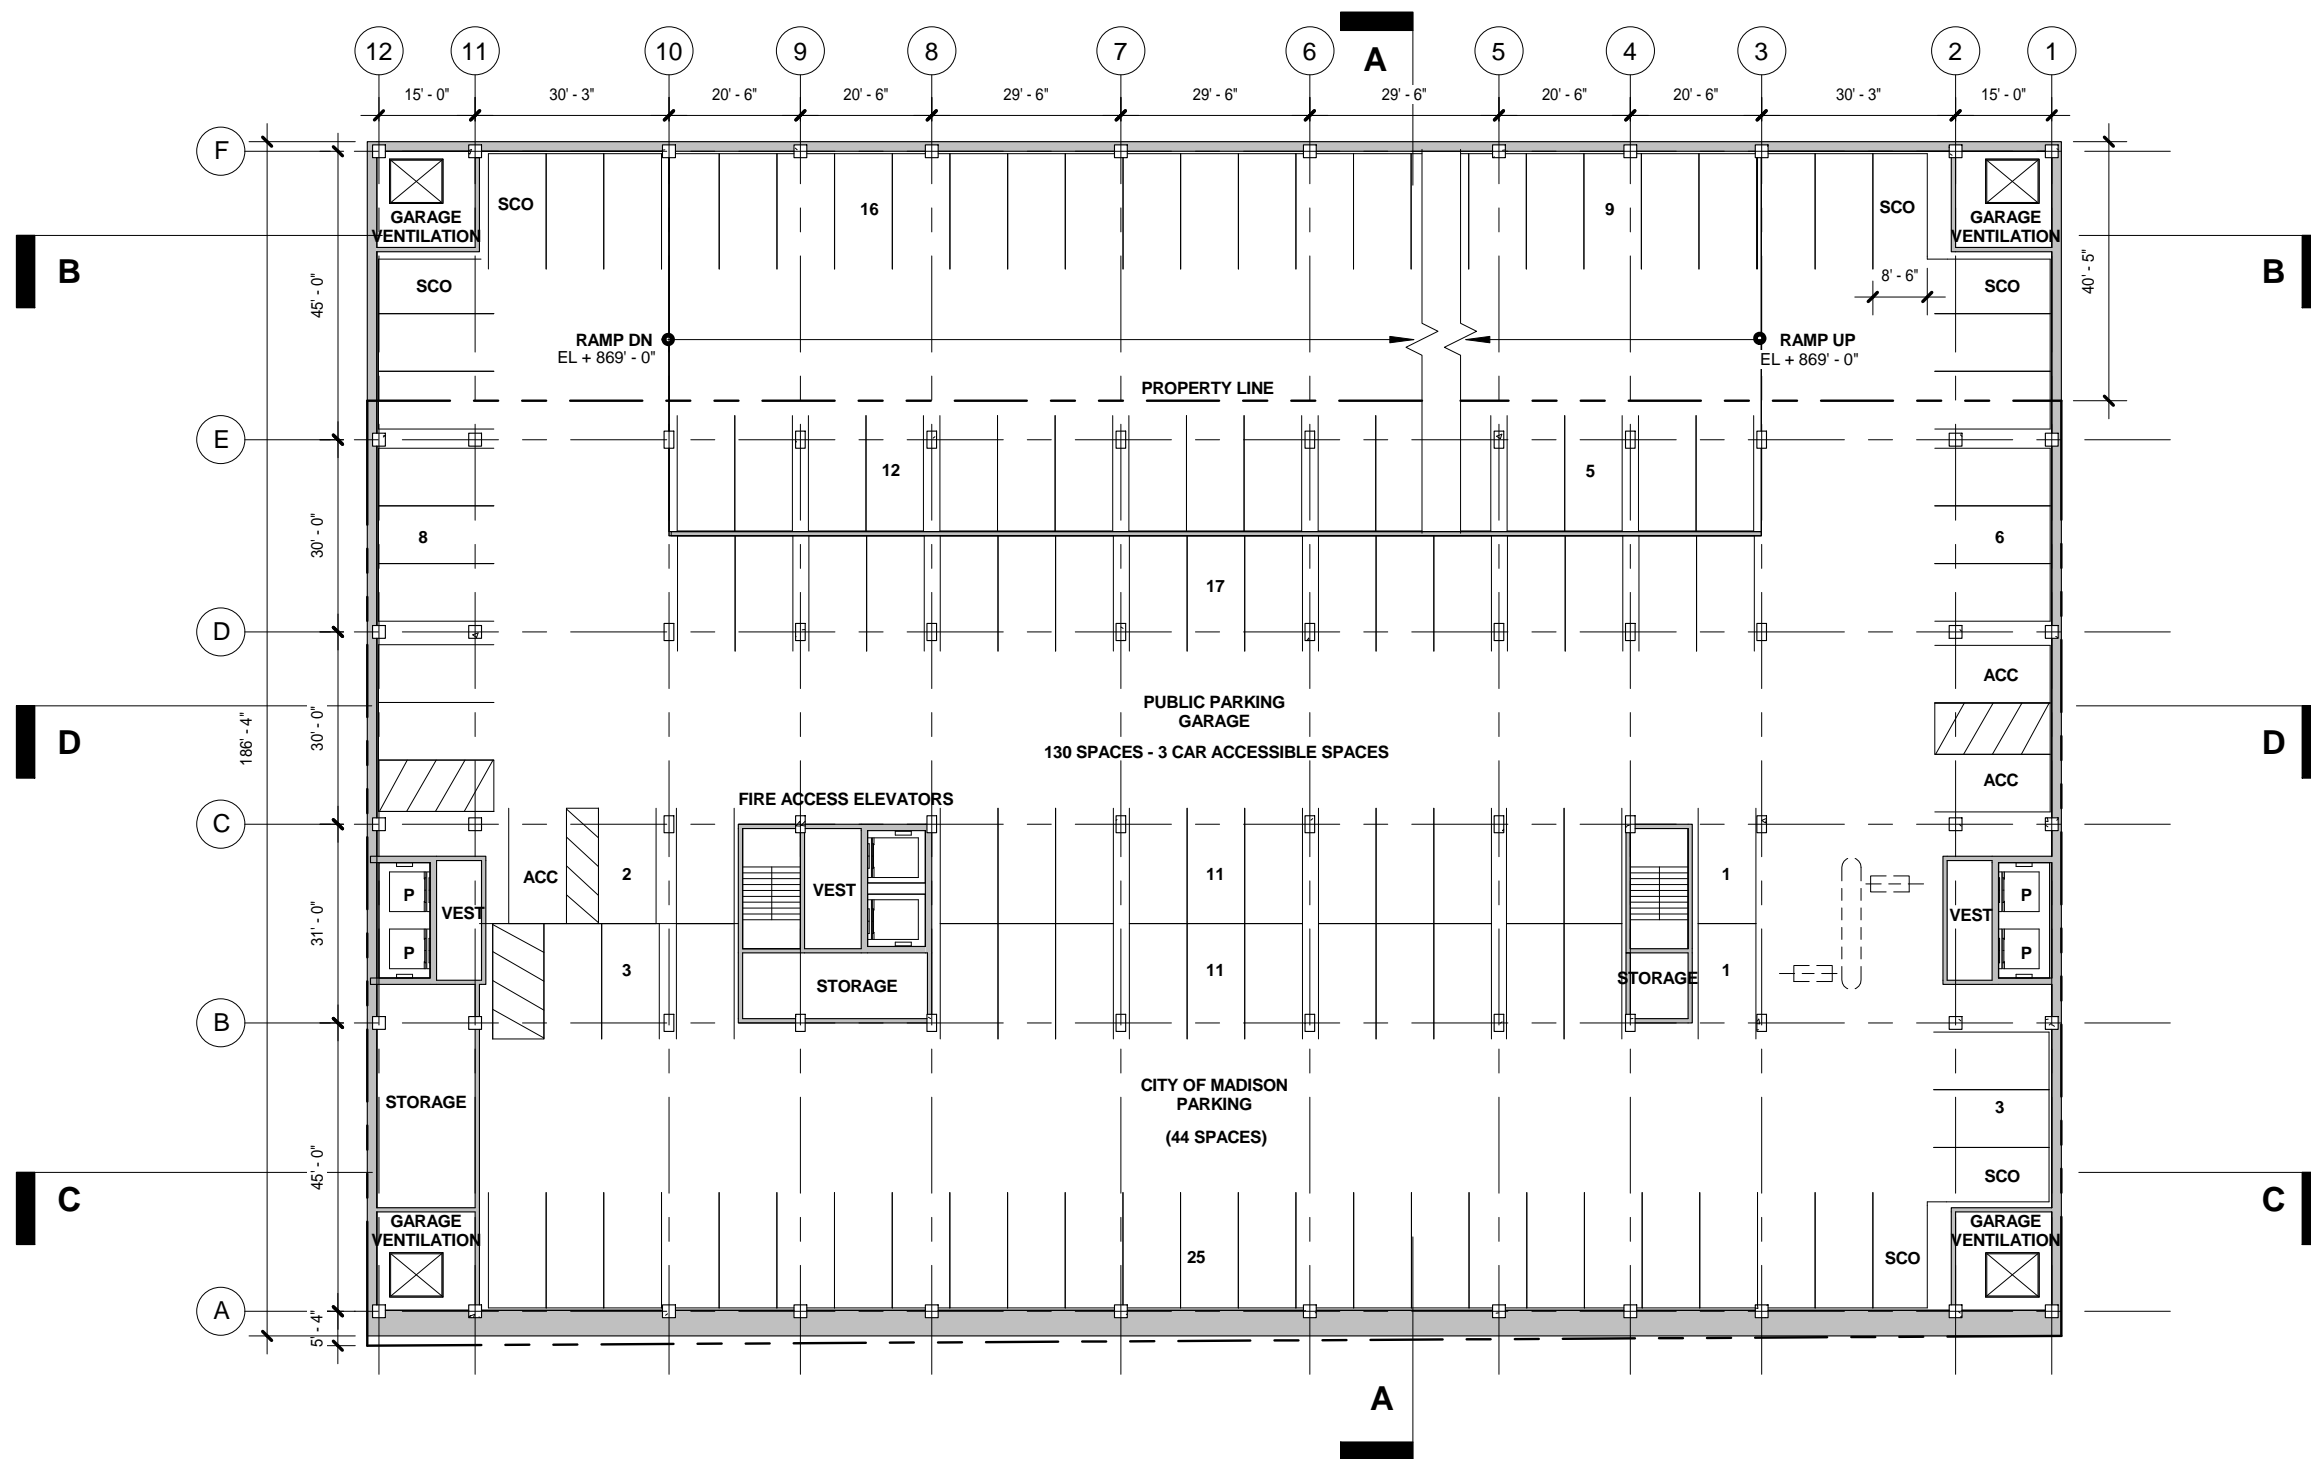 A
12
11
10
9
8
7
6
5
4
3
2
1
15' - 0"
30' - 3"
20' - 6"
20' - 6"
29' - 6"
29' - 6"
29' - 6"
20' - 6"
20' - 6"
30' - 3"
15' - 0"
F
SCO
16
9
SCO
GARAGE
VENTILATION
GARAGE
VENTILATION
B
B
45' - 0"
SCO
8' - 6"
SCO
40' - 5"
RAMP DN
EL + 869' - 0"
RAMP UP
EL + 869' - 0"
PROPERTY LINE
E
12
5
30' - 0"
8
6
17
D
ACC
PUBLIC PARKING
GARAGE
130 SPACES - 3 CAR ACCESSIBLE SPACES
D
186' - 4"
30' - 0"
D
ACC
FIRE ACCESS ELEVATORS
C
ACC
2
VEST
11
1
P
VEST
VEST
P
31' - 0"
P
P
3
STORAGE
11
STORAGE
1
B
STORAGE
CITY OF MADISON
PARKING
(44 SPACES)
3
45' - 0"
SCO
C
C
GARAGE
VENTILATION
25
SCO
GARAGE
VENTILATION
A
5' - 4"
A